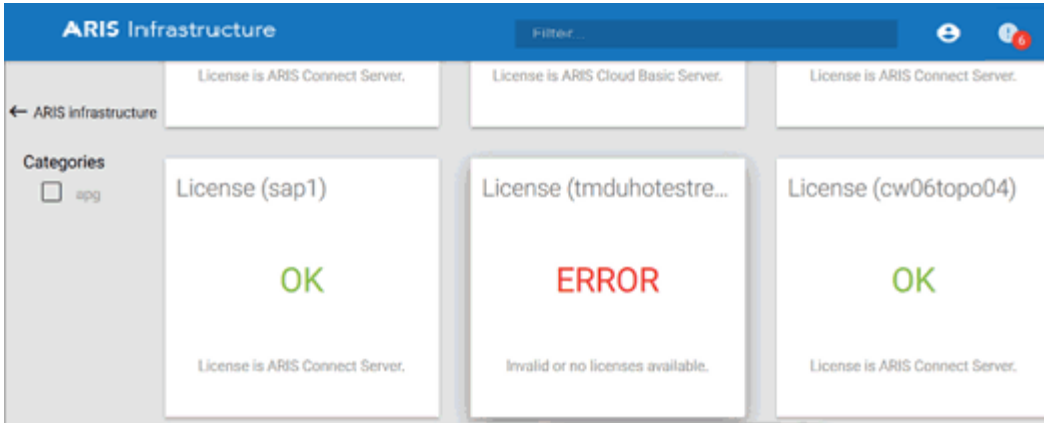 ARIS Infrastructure
Filter...
6
License is ARIS Connect Server.
License is ARIS Cloud Basic Server.
License is ARIS Connect Server.
← ARIS infrastructure
Categories
apg
License (sap1)
OK
License is ARIS Connect Server.
License (tmduhotestre...
ERROR
Invalid or no licenses available.
License (cw06topo04)
OK
License is ARIS Connect Server.